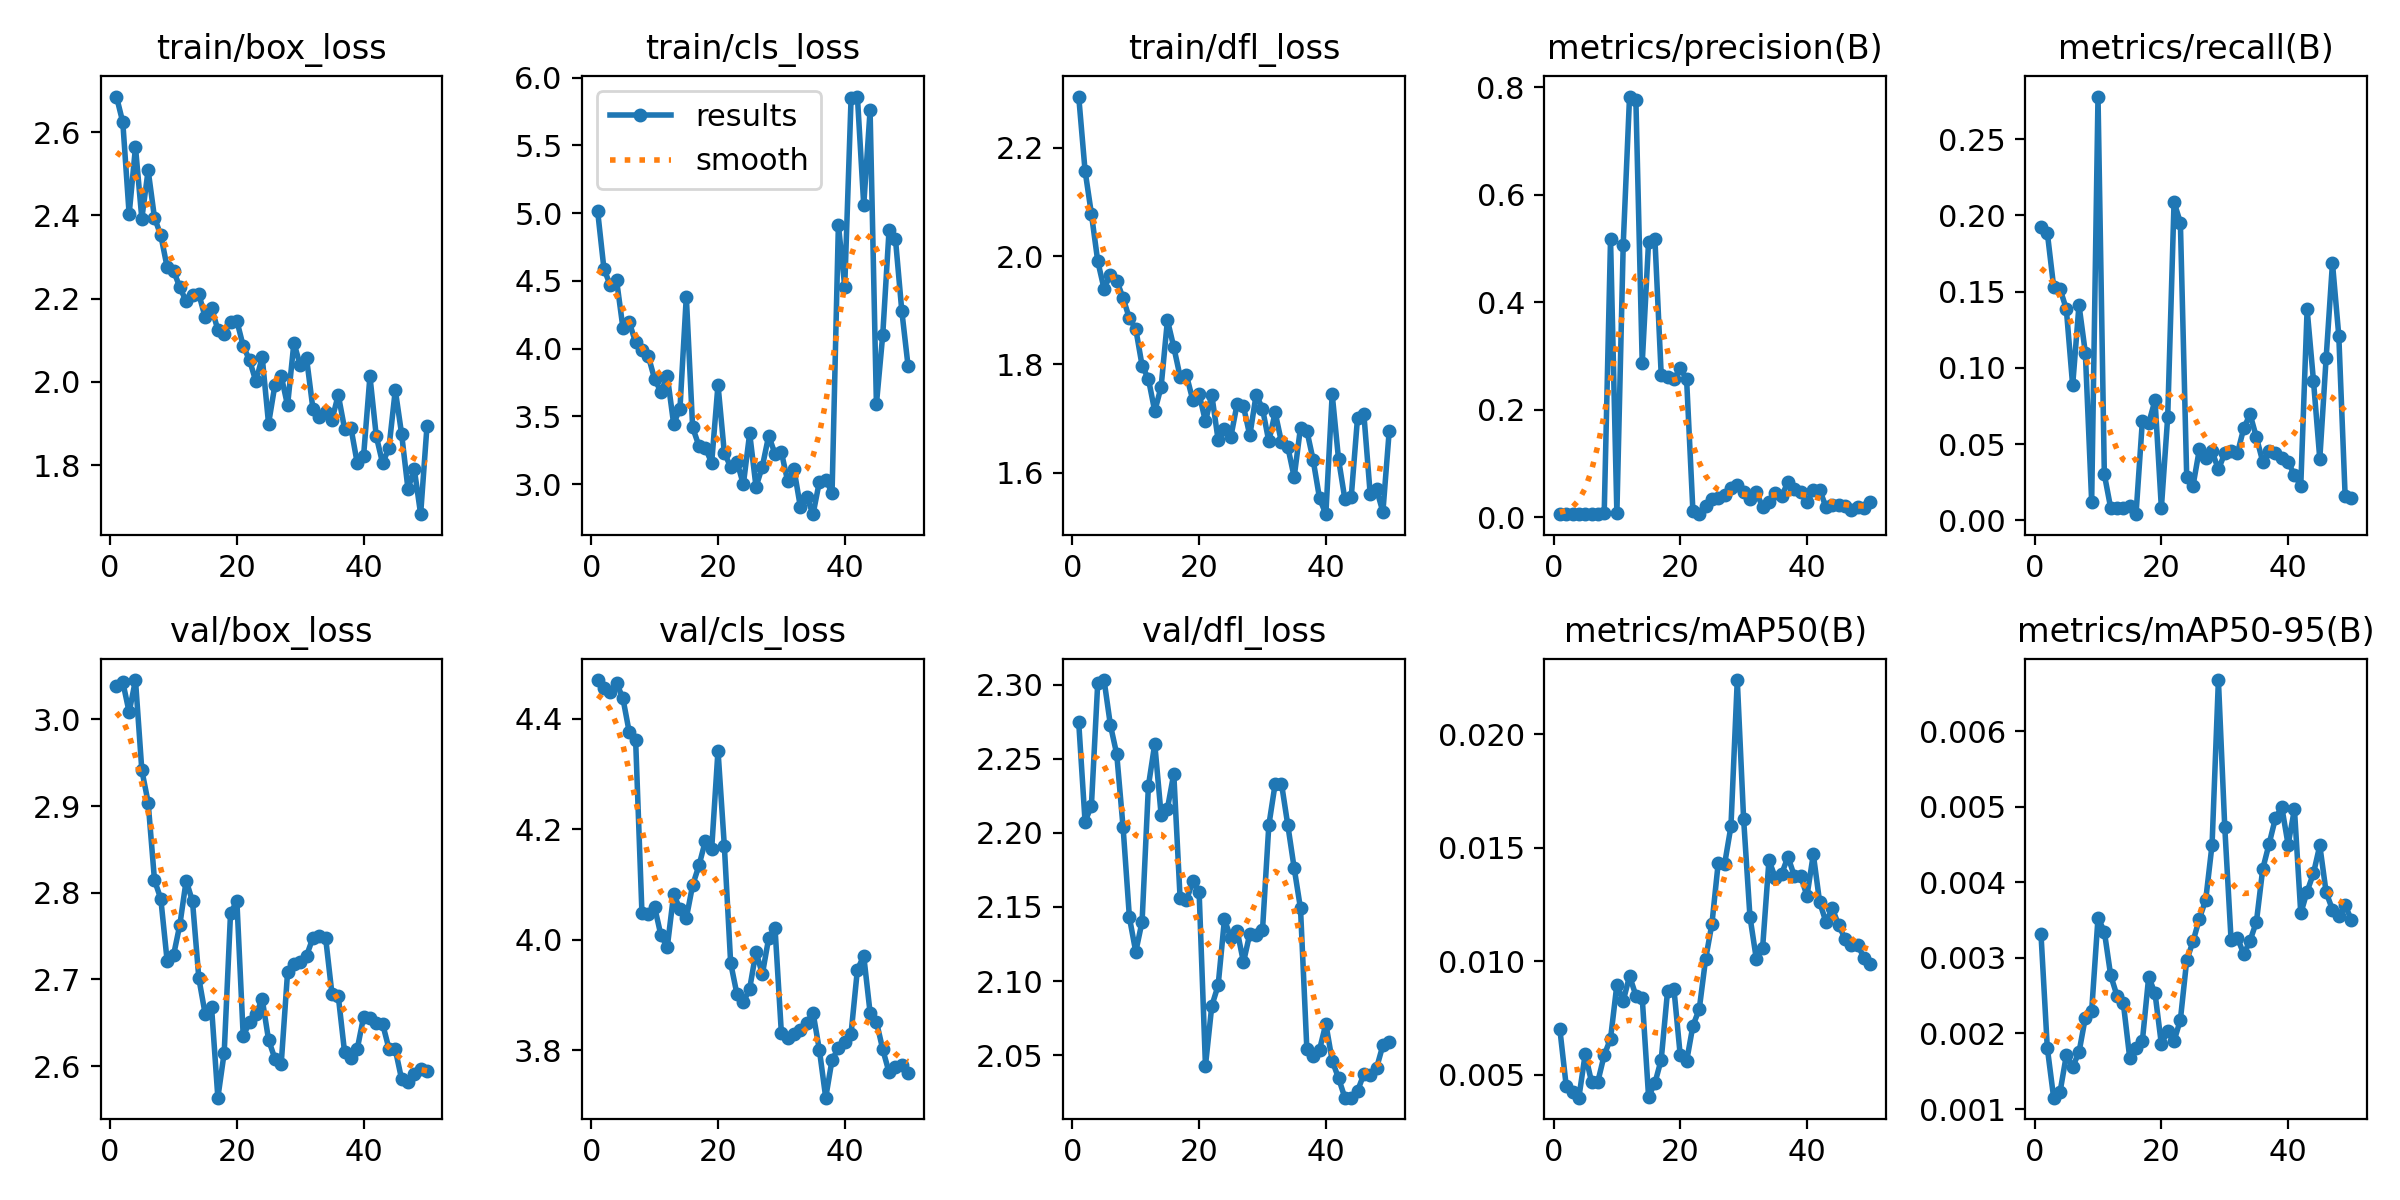 train/box_loss
2.6
2.4
2.2
2.0
1.8
0 20 40
train/cls_loss
6.0
5.5
5.0
4.5
4.0
3.5
3.0
results
smooth
0 20 40
train/dfl_loss
2.2
2.0
1.8
1.6
0 20 40
metrics/precision(B)
0.8
0.6
0.4
0.2
0.0
0 20 40
metrics/recall(B)
0.25
0.20
0.15
0.10
0.05
0.00
0 20 40
val/box_loss
3.0
2.9
2.8
2.7
2.6
0 20 40
val/cls_loss
4.4
4.2
4.0
3.8
0 20 40
val/dfl_loss
2.30
2.25
2.20
2.15
2.10
2.05
0 20 40
metrics/mAP50(B)
0.020
0.015
0.010
0.005
0 20 40
metrics/mAP50-95(B)
0.006
0.005
0.004
0.003
0.002
0.001
0 20 40